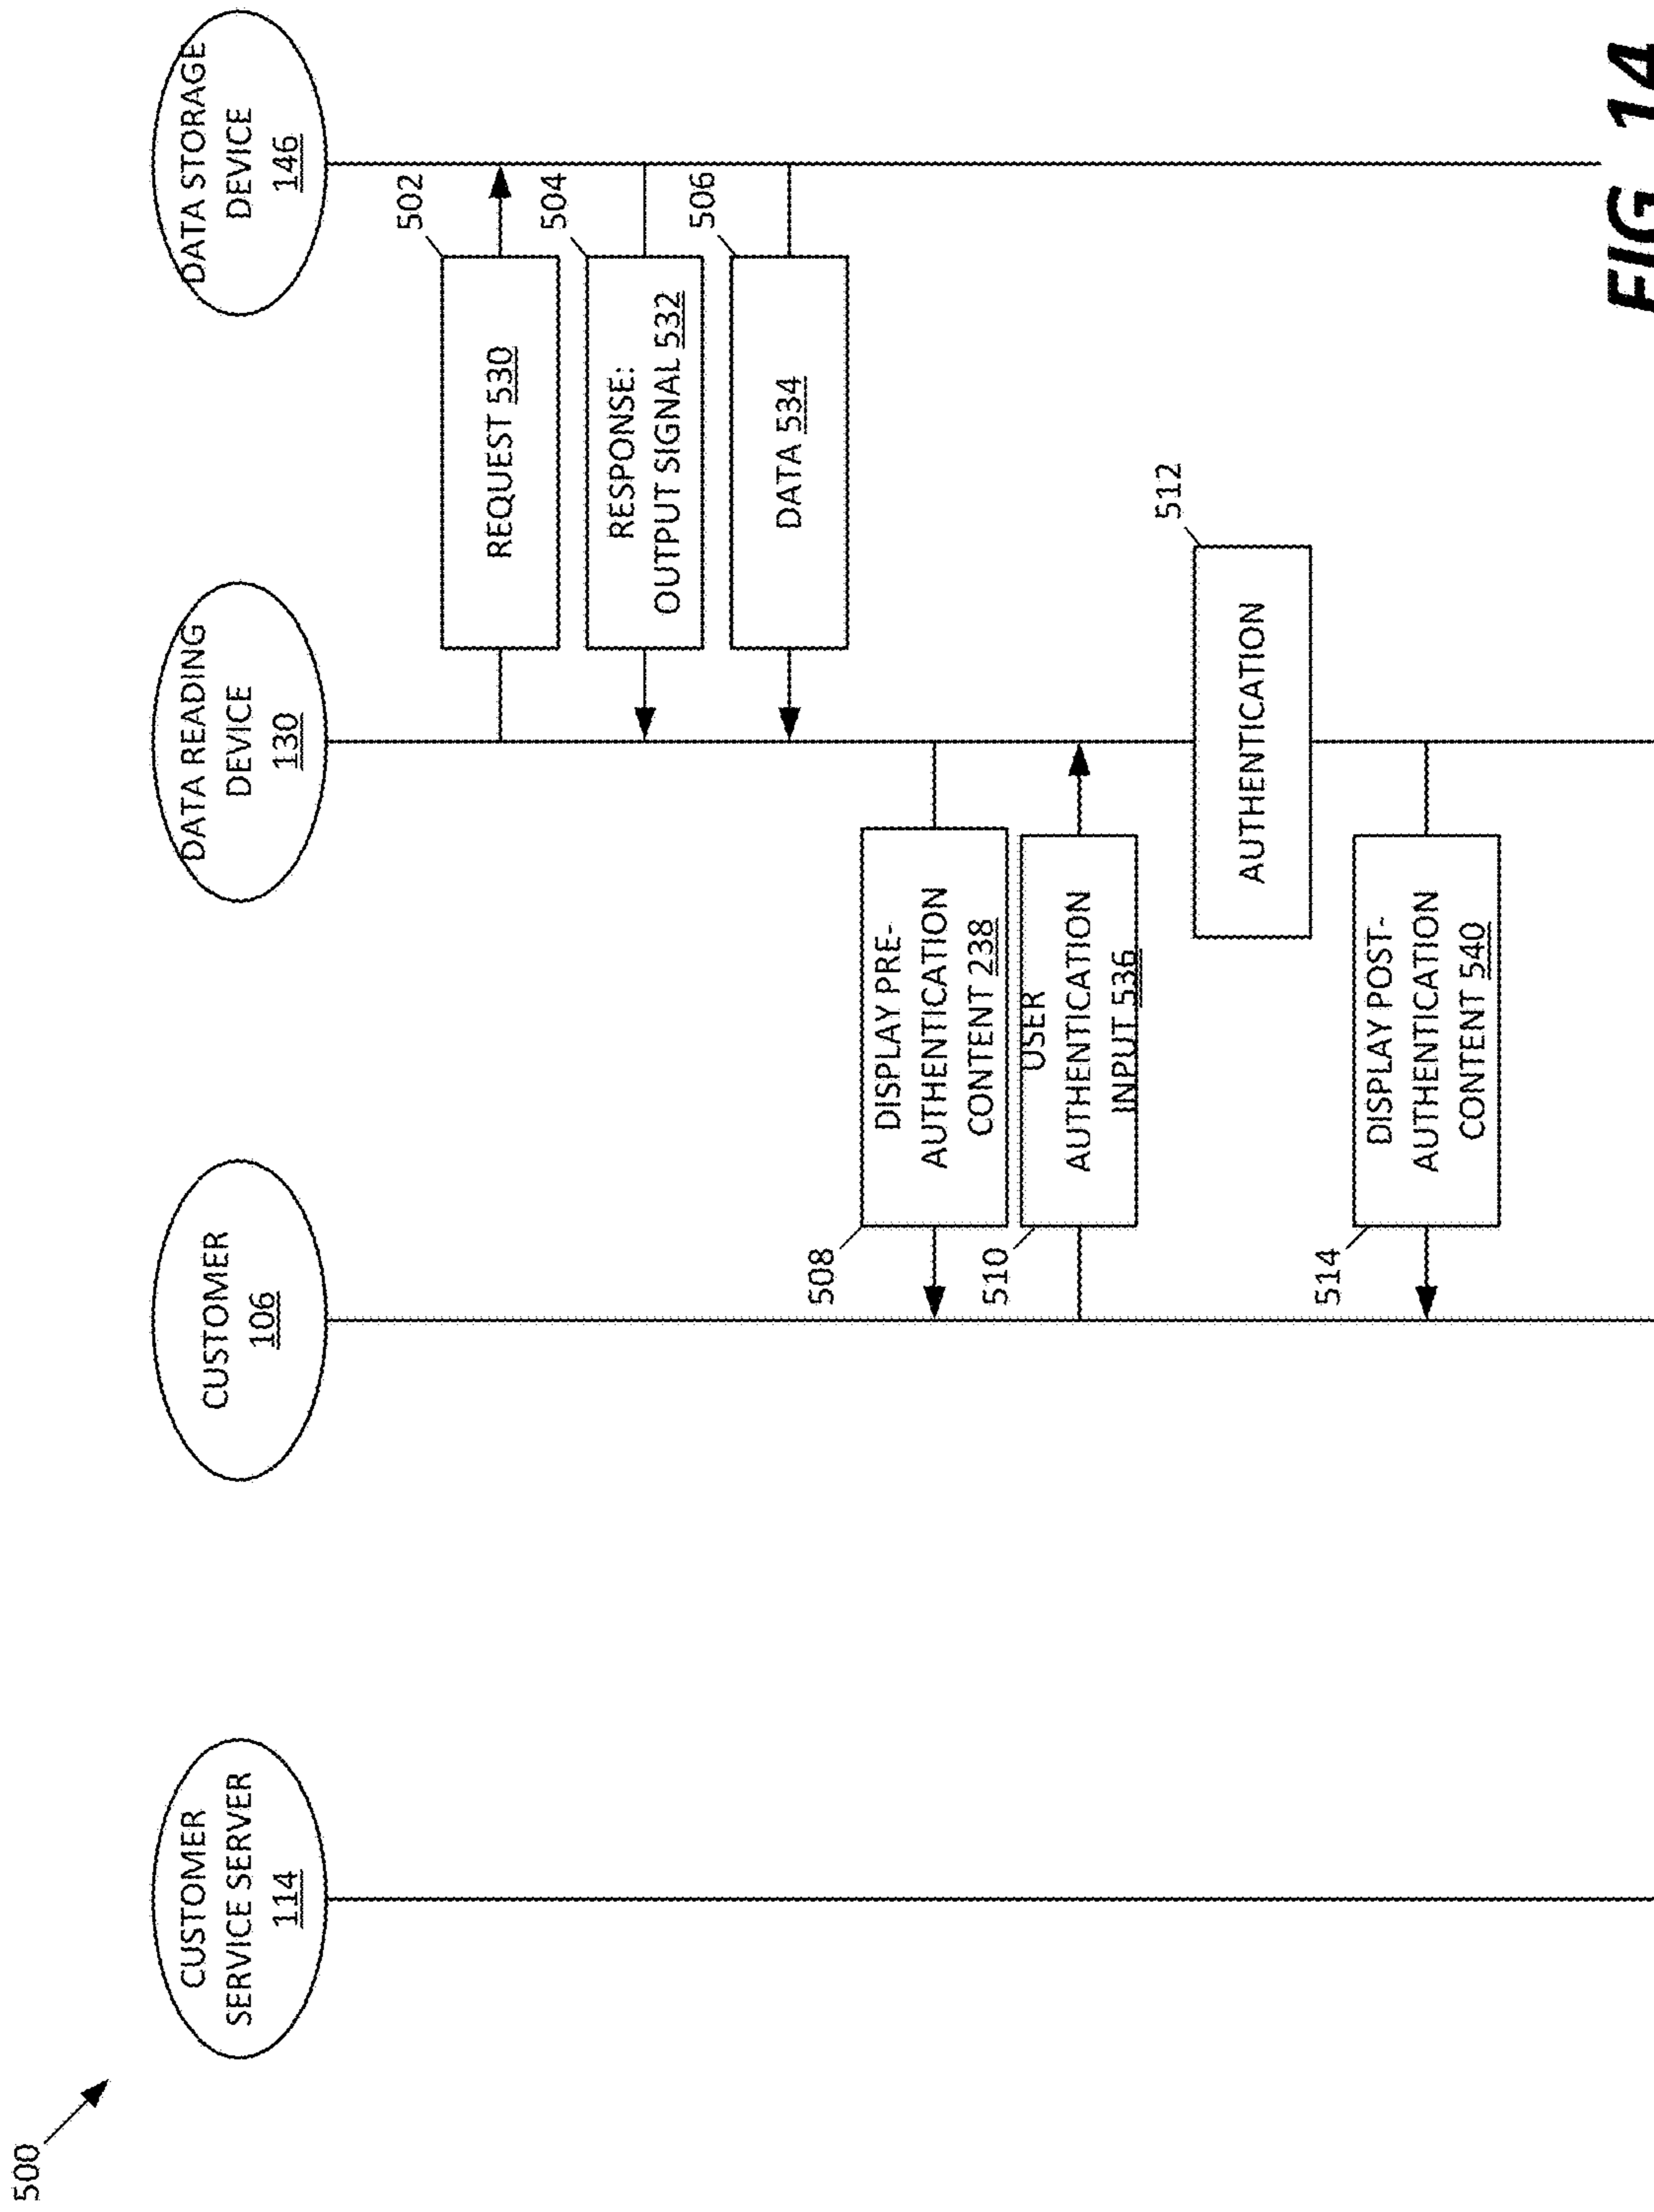 500
CUSTOMER
SERVICE SERVER
114
CUSTOMER
106
DATA READING
DEVICE
130
DATA STORAGE
DEVICE
146
502
REQUEST 530
504
RESPONSE:
OUTPUT SIGNAL 532
506
DATA 534
508
DISPLAY PRE-
AUTHENTICATION
CONTENT 238
510
USER
AUTHENTICATION
INPUT 536
512
AUTHENTICATION
514
DISPLAY POST-
AUTHENTICATION
CONTENT 540
FIG 14